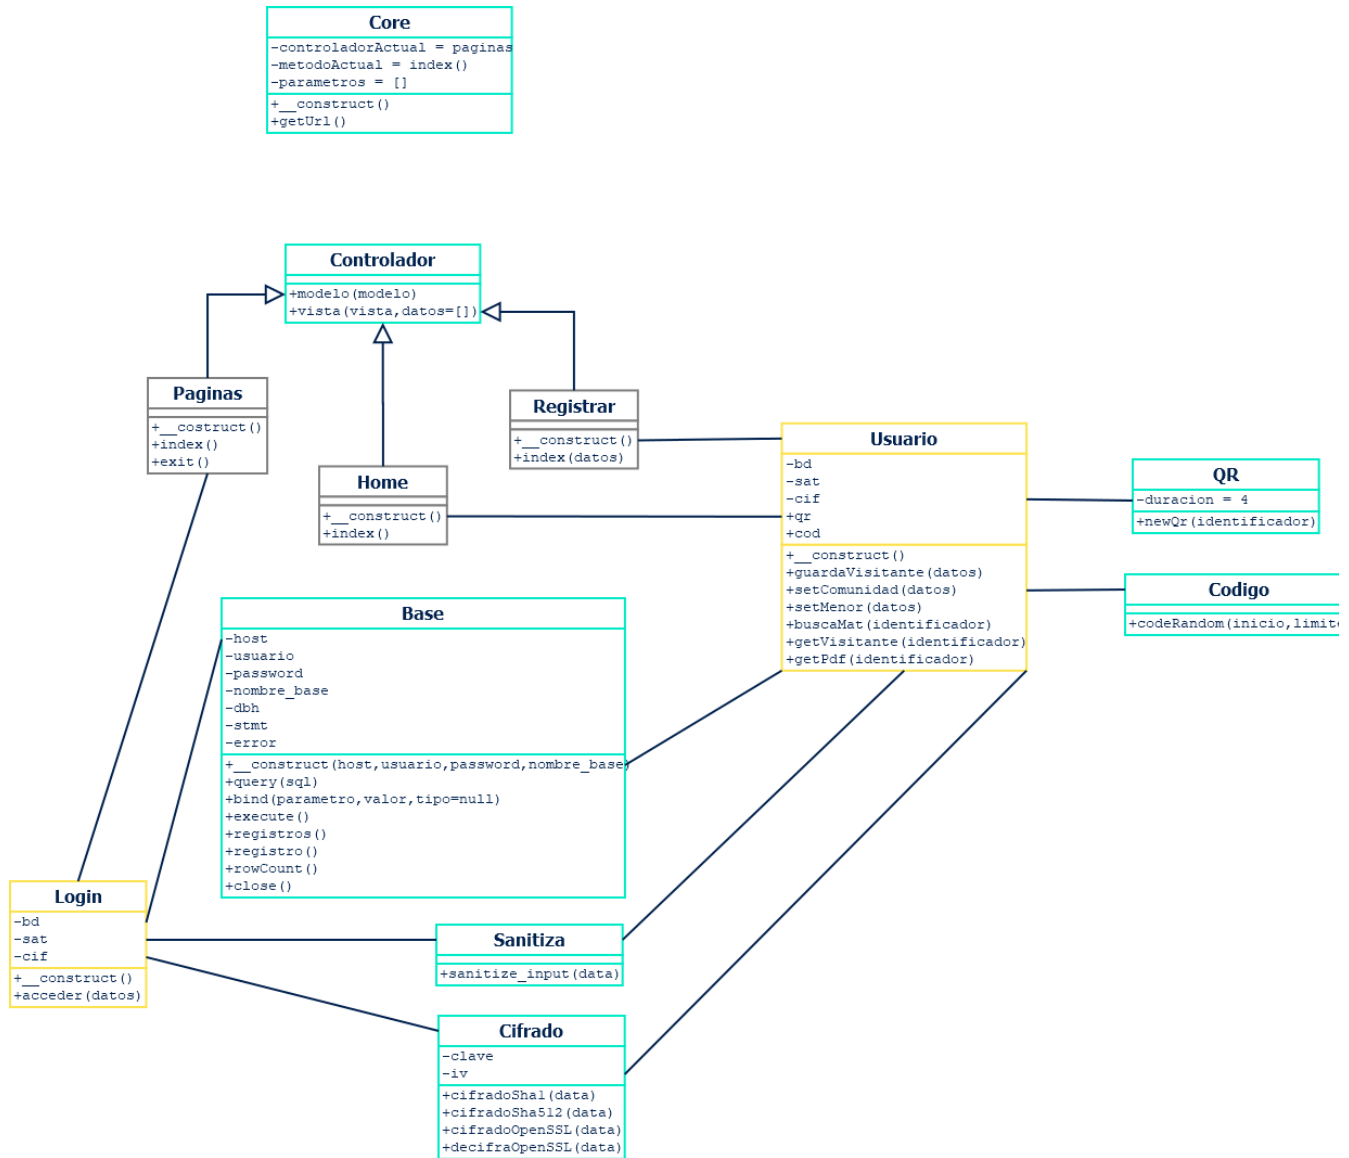 Core
-controladorActual = paginas
-metodoActual = index()
-parametros = []
+__construct()
+getUrl()
Controlador
+modelo(modelo)
+vista(vista,datos=[])
Paginas
+__costruct()
+index()
+exit()
Registrar
+__construct()
+index(datos)
Home
+__construct()
+index()
Usuario
-bd
-sat
-cif
+qr
+cod
+__construct()
+guardaVisitante(datos)
+setComunidad(datos)
+setMenor(datos)
+buscaMat(identificador)
+getVisitante(identificador)
+getPdf(identificador)
QR
-duracion = 4
+newQr(identificador)
Codigo
+codeRandom(inicio,limite
Base
-host
-usuario
-password
-nombre_base
-dbh
-stmt
-error
+__construct(host,usuario,password,nombre_base)
+query(sql)
+bind(parametro,valor,tipo=null)
+execute()
+registros()
+registro()
+rowCount()
+close()
Login
-bd
-sat
-cif
+__construct()
+acceder(datos)
Sanitiza
+sanitize_input(data)
Cifrado
-clave
-iv
+cifradoSha1(data)
+cifradoSha512(data)
+cifradoOpenSSL(data)
+decifraOpenSSL(data)